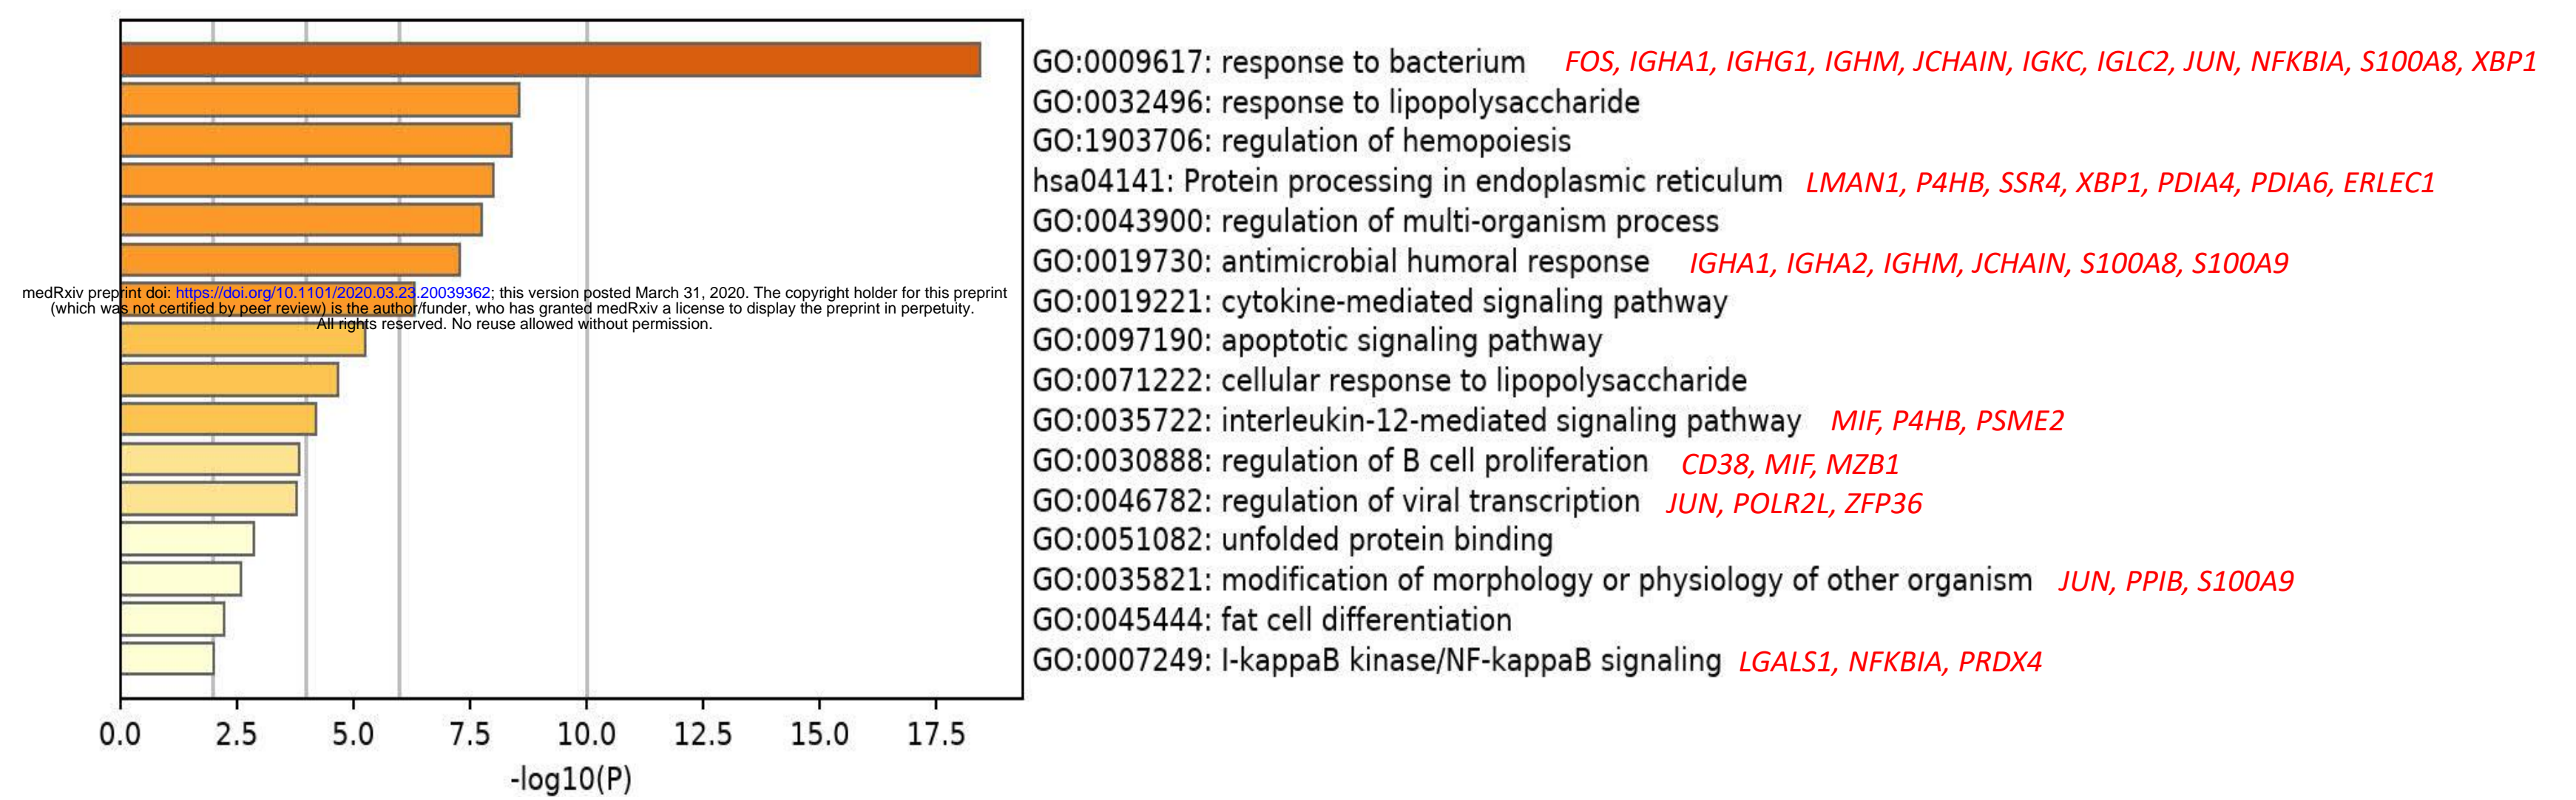 GO:0009617: response to bacterium FOS, IGHA1, IGHG1, IGHM, JCHAIN, IGKC, IGLC2, JUN, NFKBIA, S100A8, XBP1
GO:0032496: response to lipopolysaccharide
GO:1903706: regulation of hemopoiesis
hsa04141: Protein processing in endoplasmic reticulum LMAN1, P4HB, SSR4, XBP1, PDIA4, PDIA6, ERLEC1
GO:0043900: regulation of multi-organism process
GO:0019730: antimicrobial humoral response IGHA1, IGHA2, IGHM, JCHAIN, S100A8, S100A9
medRxiv preprint doi: https://doi.org/10.1101/2020.03.23.20039362; this version posted March 31, 2020. The copyright holder for this preprint
(which was not certified by peer review) is the author/funder, who has granted medRxiv a license to display the preprint in perpetuity.
All rights reserved. No reuse allowed without permission.
GO:0019221: cytokine-mediated signaling pathway
GO:0097190: apoptotic signaling pathway
GO:0071222: cellular response to lipopolysaccharide
GO:0035722: interleukin-12-mediated signaling pathway MIF, P4HB, PSME2
GO:0030888: regulation of B cell proliferation CD38, MIF, MZB1
GO:0046782: regulation of viral transcription JUN, POLR2L, ZFP36
GO:0051082: unfolded protein binding
GO:0035821: modification of morphology or physiology of other organism JUN, PPIB, S100A9
GO:0045444: fat cell differentiation
GO:0007249: I-kappaB kinase/NF-kappaB signaling LGALS1, NFKBIA, PRDX4
0.0 2.5 5.0 7.5 10.0 12.5 15.0 17.5
-log10(P)